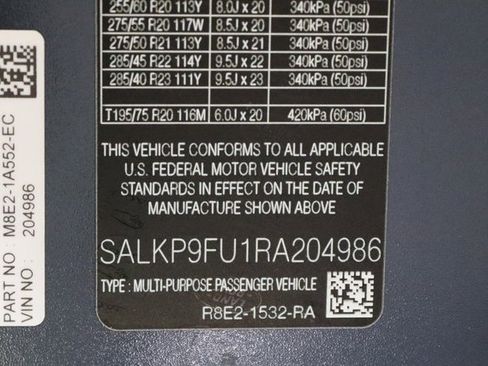 255/60 R20 113Y 8.0J x 20 340kPa (50psi)
275/55 R20 117W 8.5J x 20 340kPa (50psi)
275/50 R21 113Y 8.5J x 21 340kPa (50psi)
285/45 R22 114Y 9.5J x 22 340kPa (50psi)
285/40 R23 111Y 9.5J x 23 340kPa (50psi)
T195/75 R20 116M 6.0J x 20 420kPa (60psi)
THIS VEHICLE CONFORMS TO ALL APPLICABLE
U.S. FEDERAL MOTOR VEHICLE SAFETY
STANDARDS IN EFFECT ON THE DATE OF
MANUFACTURE SHOWN ABOVE
SALKP9FU1RA204986
TYPE : MULTI-PURPOSE PASSENGER VEHICLE
R8E2-1532-RA
PART NO : M8E2-1A552-EC
VIN NO : 204986